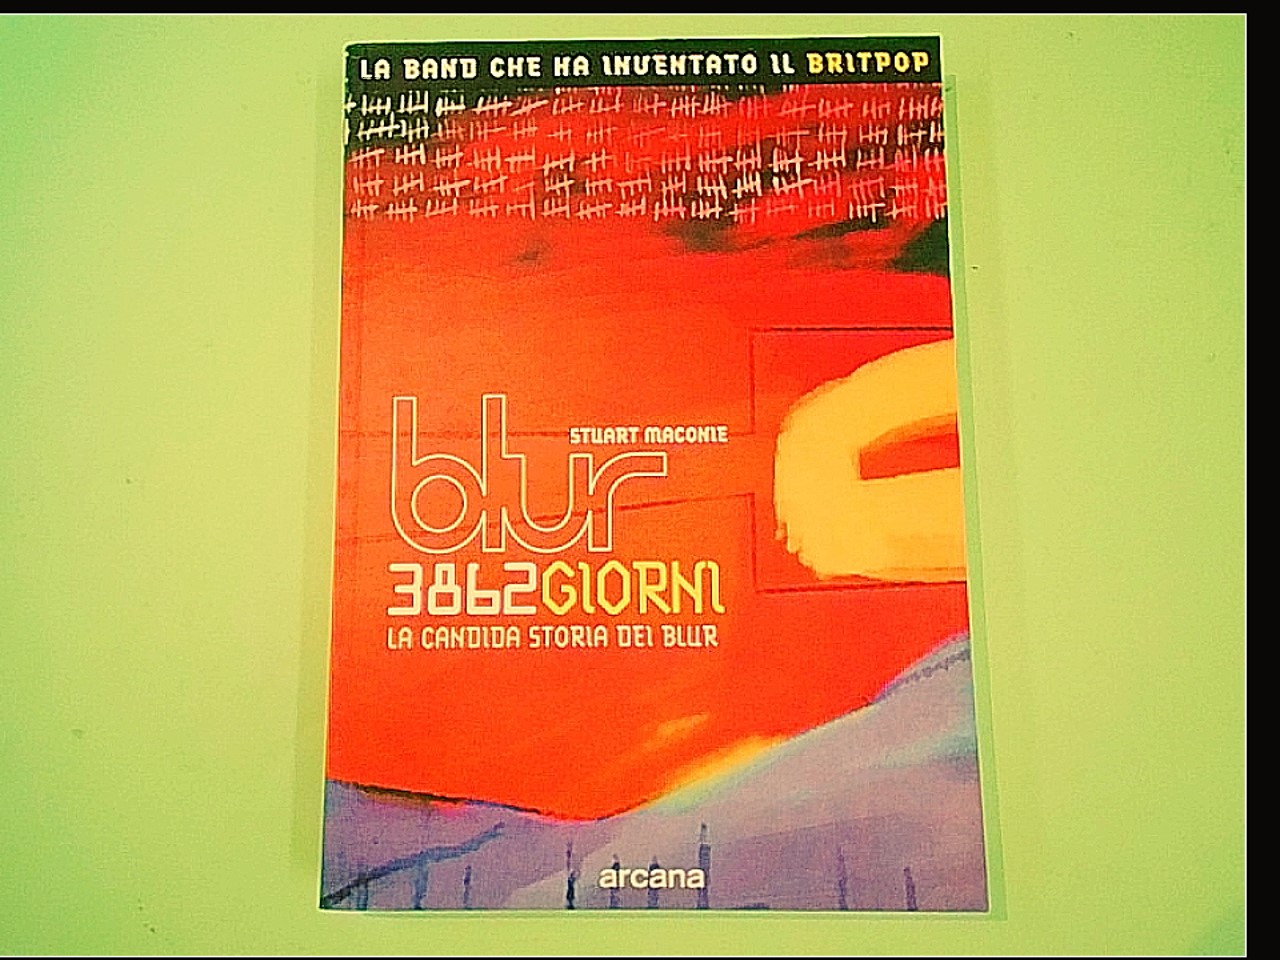 LA BAND CHE HA INVENTATO IL BRITPOP
STUART MACONIE
blur
3862GIORNI
LA CANDIDA STORIA DEI BLUR
arcana